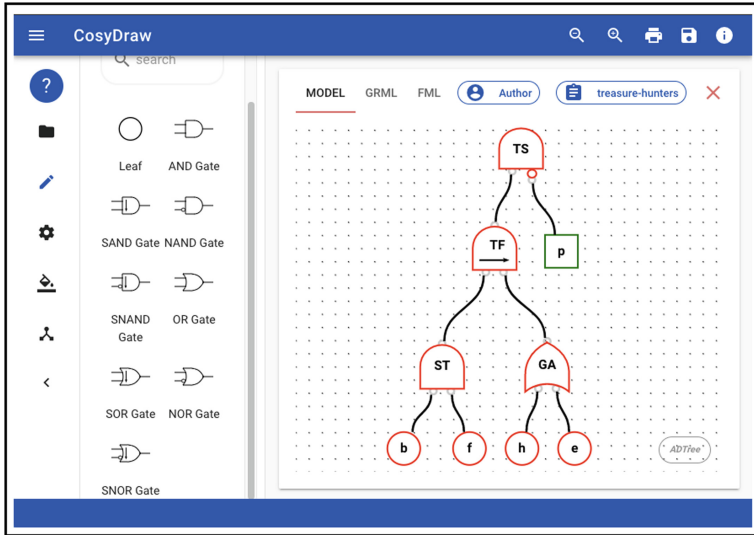 CosyDraw
search
?
Leaf
AND Gate
SAND Gate
NAND Gate
SNAND
Gate
OR Gate
SOR Gate
NOR Gate
SNOR Gate
MODEL
GRML
FML
Author
treasure-hunters
TS
TF
p
ST
GA
b
f
h
e
ADTree